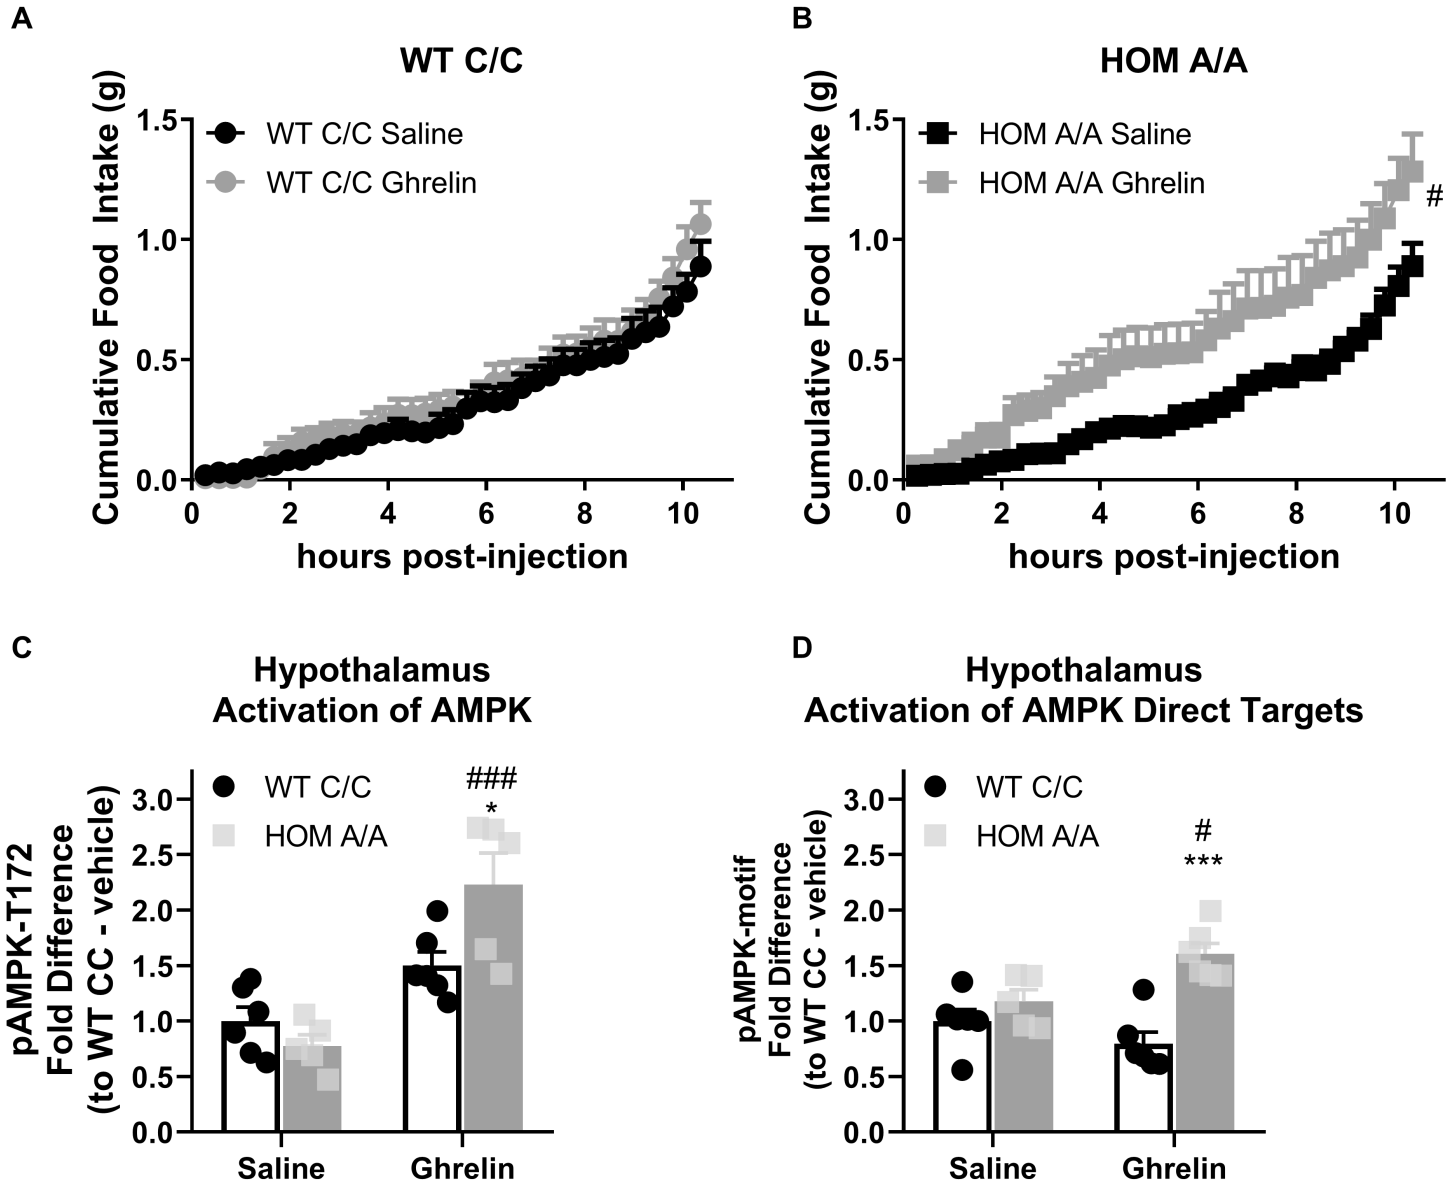 A
WT C/C
Cumulative Food Intake (g)
1.5
1.0
0.5
0.0
WT C/C Saline
WT C/C Ghrelin
0 2 4 6 8 10
hours post-injection
B
HOM A/A
Cumulative Food Intake (g)
1.5
1.0
0.5
0.0
HOM A/A Saline
HOM A/A Ghrelin
#
0 2 4 6 8 10
hours post-injection
C
Hypothalamus
Activation of AMPK
pAMPK-T172
Fold Difference
(to WT CC - vehicle)
3.0
2.5
2.0
1.5
1.0
0.5
0.0
WT C/C
HOM A/A
###
*
Saline Ghrelin
D
Hypothalamus
Activation of AMPK Direct Targets
pAMPK-motif
Fold Difference
(to WT CC - vehicle)
3.0
2.5
2.0
1.5
1.0
0.5
0.0
WT C/C
HOM A/A
#
***
Saline Ghrelin